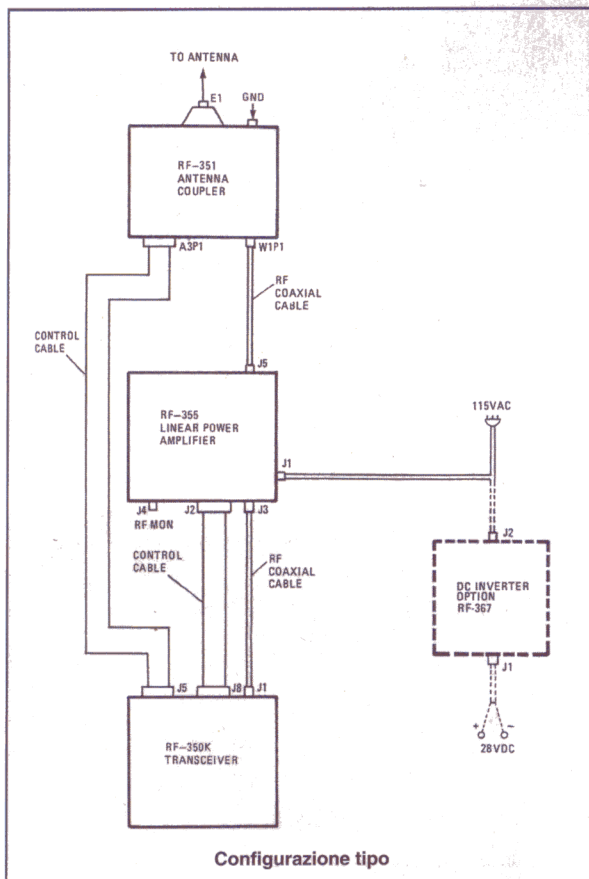 TO ANTENNA
E1
GND
RF-351
ANTENNA
COUPLER
A3P1
W1P1
RF
COAXIAL
CABLE
CONTROL
CABLE
J5
RF-355
LINEAR POWER
AMPLIFIER
115VAC
J1
J4
J2
J3
RF MON
J2
CONTROL
CABLE
RF
COAXIAL
CABLE
DC INVERTER
OPTION
RF-367
J1
J5
J8
J1
+
-
28VDC
RF-350K
TRANSCEIVER
Configurazione tipo